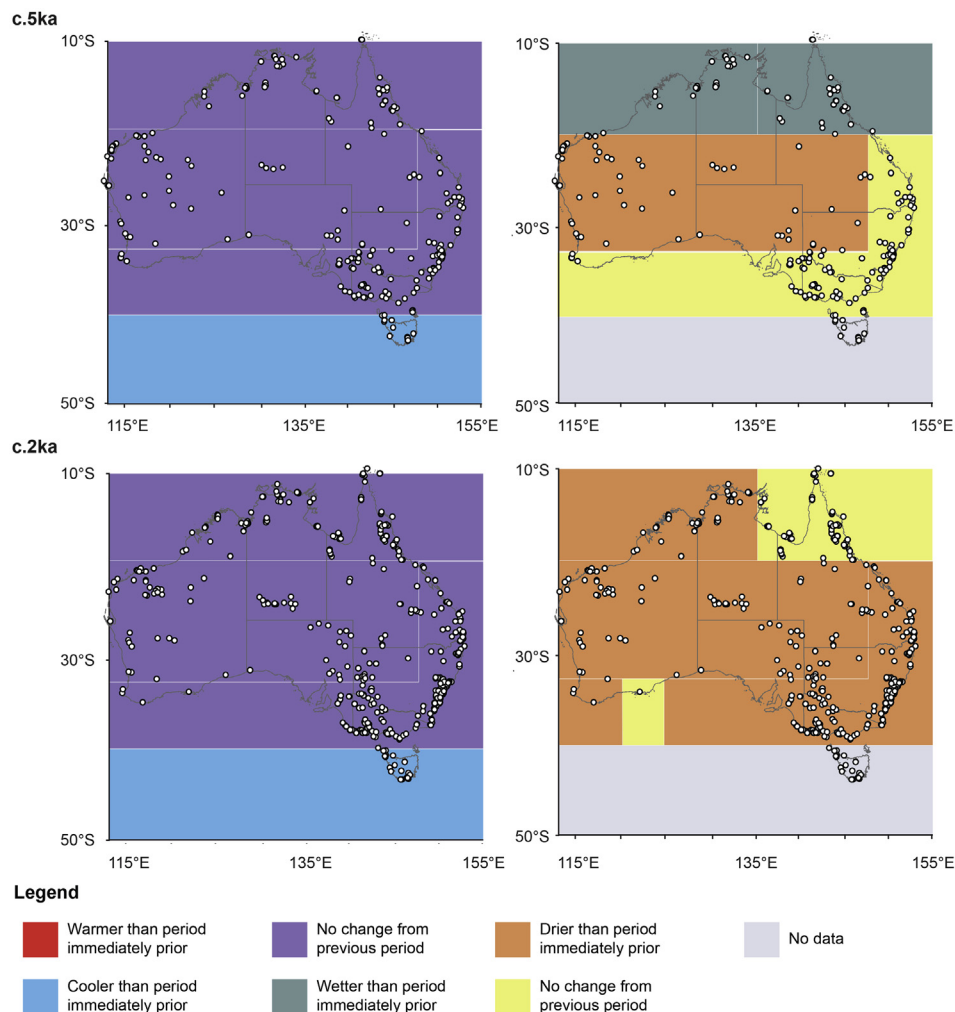 c.5ka
10°S
10°S
30°S
30°S
50°S
50°S
115°E
135°E
155°E
115°E
135°E
155°E
c.2ka
10°S
10°S
30°S
30°S
50°S
50°S
115°E
135°E
155°E
115°E
135°E
155°E
Legend
Warmer than period
immediately prior
No change from
previous period
Drier than period
immediately prior
No data
Cooler than period
immediately prior
Wetter than period
immediately prior
No change from
previous period